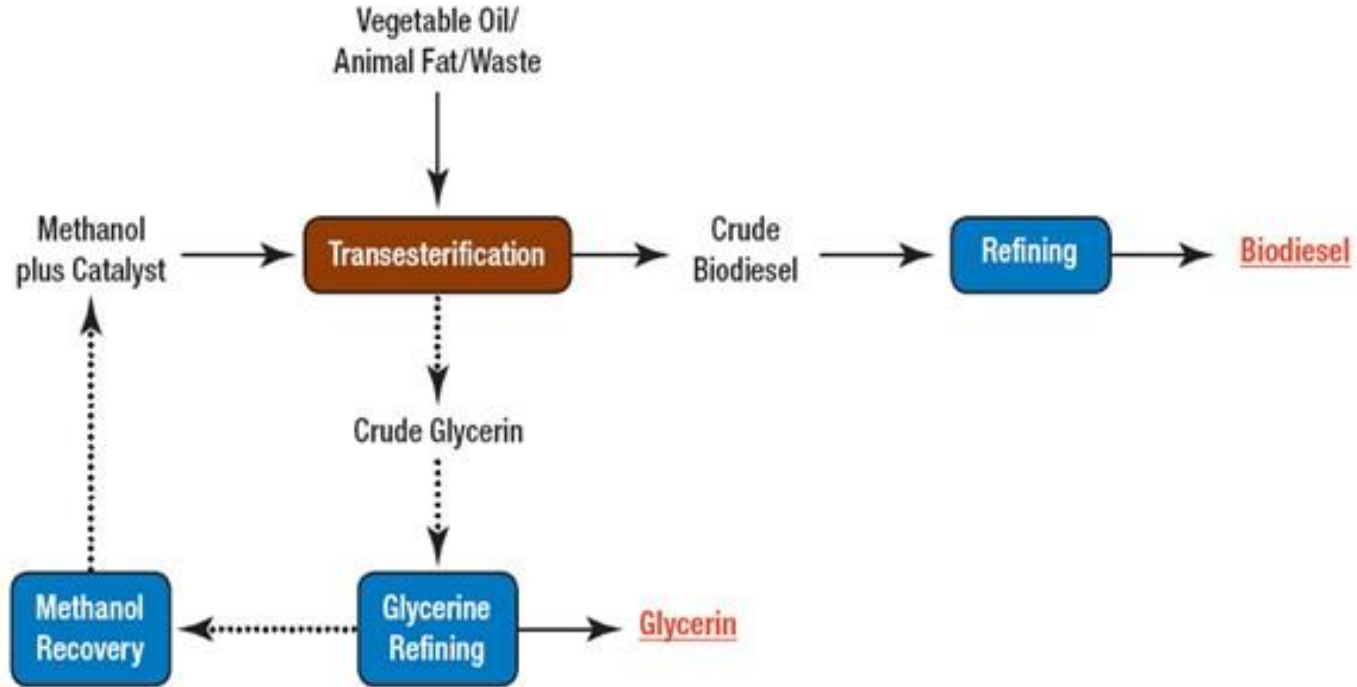 Vegetable Oil/
Animal Fat/Waste
Methanol
plus Catalyst
Transesterification
Crude
Biodiesel
Refining
Biodiesel
Crude Glycerin
Methanol
Recovery
Glycerine
Refining
Glycerin